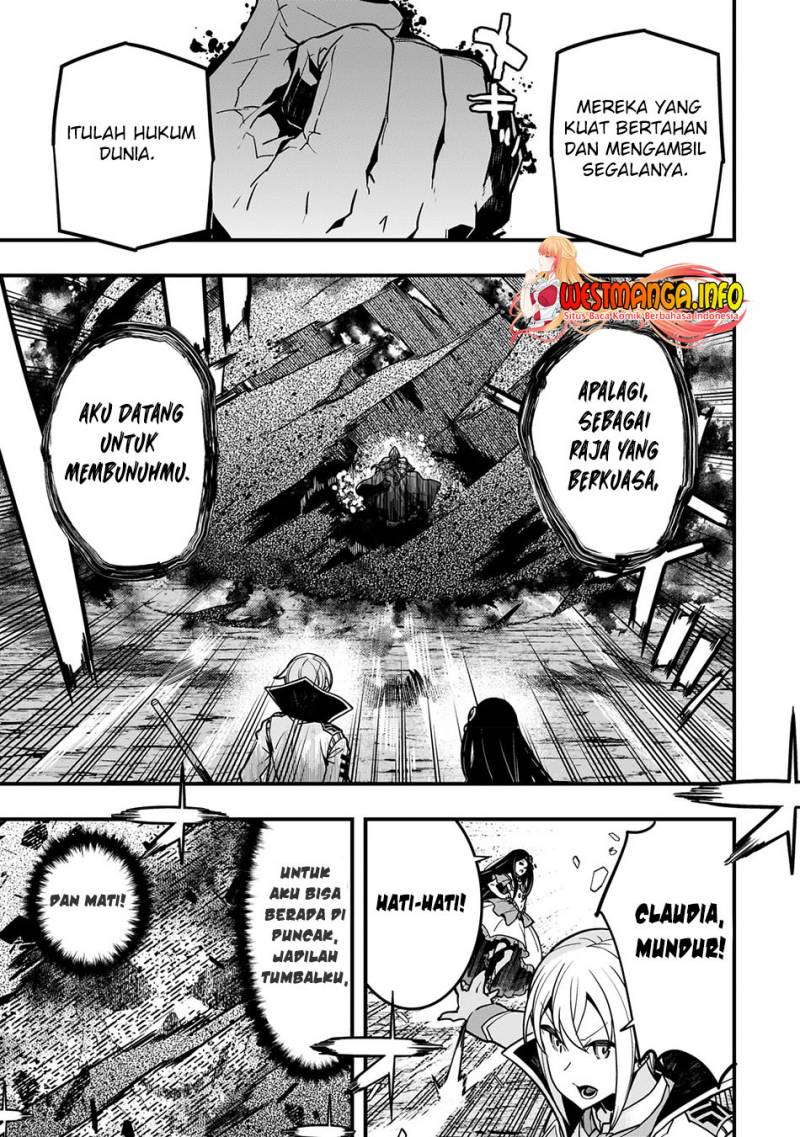 MEREKA YANG
KUAT BERTAHAN
DAN MENGAMBIL
SEGALANYA.
ITULAH HUKUM
DUNIA.
WESTMANGA.INFO
Situs Baca Komik Berbahasa Indonesia
APALAGI,
SEBAGAI
RAJA YANG
BERKUASA,
AKU DATANG
UNTUK
MEMBUNUHMU.
CLAUDIA,
MUNDUR!
HATI-HATI!
UNTUK
AKU BISA
BERADA DI
PUNCAK,
JADILAH
TUMBALKU,
DAN MATI!